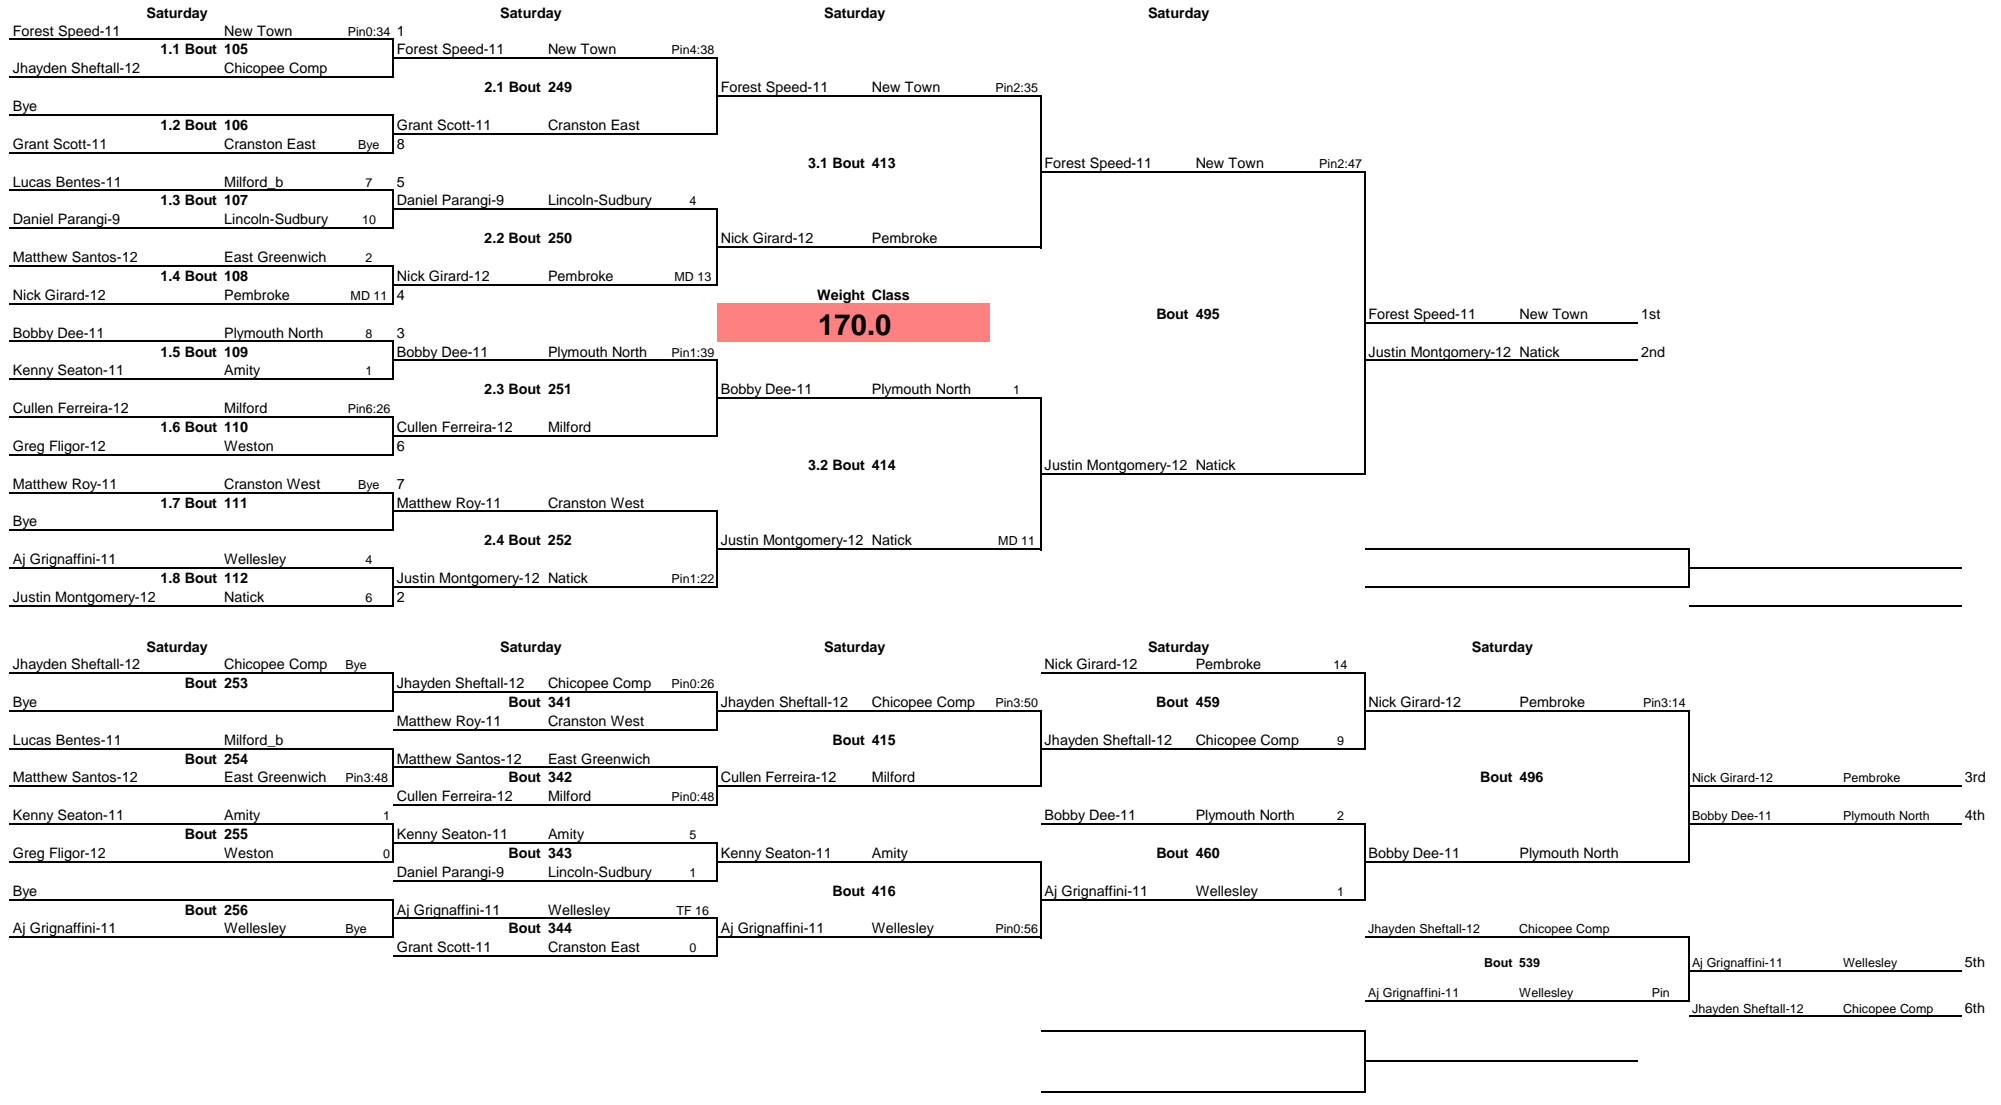 Saturday Saturday Saturday Saturday
Forest Speed-11 New Town Pin0:34 1
1.1 Bout 105 Forest Speed-11 New Town Pin4:38
Jhayden Sheftall-12 Chicopee Comp
2.1 Bout 249 Forest Speed-11 New Town Pin2:35
Bye
1.2 Bout 106 Grant Scott-11 Cranston East
Grant Scott-11 Cranston East Bye 8
3.1 Bout 413 Forest Speed-11 New Town Pin2:47
Lucas Bentes-11 Milford_b 7 5
1.3 Bout 107 Daniel Parangi-9 Lincoln-Sudbury 4
Daniel Parangi-9 Lincoln-Sudbury 10
2.2 Bout 250 Nick Girard-12 Pembroke
Matthew Santos-12 East Greenwich 2
1.4 Bout 108 Nick Girard-12 Pembroke MD 13
Nick Girard-12 Pembroke MD 11 4 Weight Class
170.0 Bout 495 Forest Speed-11 New Town 1st
Bobby Dee-11 Plymouth North 8 3
1.5 Bout 109 Bobby Dee-11 Plymouth North Pin1:39 Justin Montgomery-12 Natick 2nd
Kenny Seaton-11 Amity 1
2.3 Bout 251 Bobby Dee-11 Plymouth North 1
Cullen Ferreira-12 Milford Pin6:26
1.6 Bout 110 Cullen Ferreira-12 Milford
Greg Fligor-12 Weston 6
3.2 Bout 414 Justin Montgomery-12 Natick
Matthew Roy-11 Cranston West Bye 7
1.7 Bout 111 Matthew Roy-11 Cranston West
Bye
2.4 Bout 252 Justin Montgomery-12 Natick MD 11
Aj Grignaffini-11 Wellesley 4
1.8 Bout 112 Justin Montgomery-12 Natick Pin1:22
Justin Montgomery-12 Natick 6 2
Saturday Saturday Saturday Saturday Saturday
Jhayden Sheftall-12 Chicopee Comp Bye Nick Girard-12 Pembroke 14
Bout 253 Jhayden Sheftall-12 Chicopee Comp Pin0:26
Bye Bout 341 Jhayden Sheftall-12 Chicopee Comp Pin3:50 Bout 459 Nick Girard-12 Pembroke Pin3:14
Matthew Roy-11 Cranston West
Lucas Bentes-11 Milford_b Bout 415 Jhayden Sheftall-12 Chicopee Comp 9
Bout 254 Matthew Santos-12 East Greenwich
Matthew Santos-12 East Greenwich Pin3:48 Bout 342 Cullen Ferreira-12 Milford Bout 496 Nick Girard-12 Pembroke 3rd
Cullen Ferreira-12 Milford Pin0:48
Kenny Seaton-11 Amity 1 Bobby Dee-11 Plymouth North 2 Bobby Dee-11 Plymouth North 4th
Bout 255 Kenny Seaton-11 Amity 5
Greg Fligor-12 Weston 0 Bout 343 Kenny Seaton-11 Amity Bout 460 Bobby Dee-11 Plymouth North
Daniel Parangi-9 Lincoln-Sudbury 1
Bye Bout 416 Aj Grignaffini-11 Wellesley 1
Bout 256 Aj Grignaffini-11 Wellesley TF 16
Aj Grignaffini-11 Wellesley Bye Bout 344 Aj Grignaffini-11 Wellesley Pin0:56 Jhayden Sheftall-12 Chicopee Comp
Grant Scott-11 Cranston East 0
Bout 539 Aj Grignaffini-11 Wellesley 5th
Aj Grignaffini-11 Wellesley Pin
Jhayden Sheftall-12 Chicopee Comp 6th